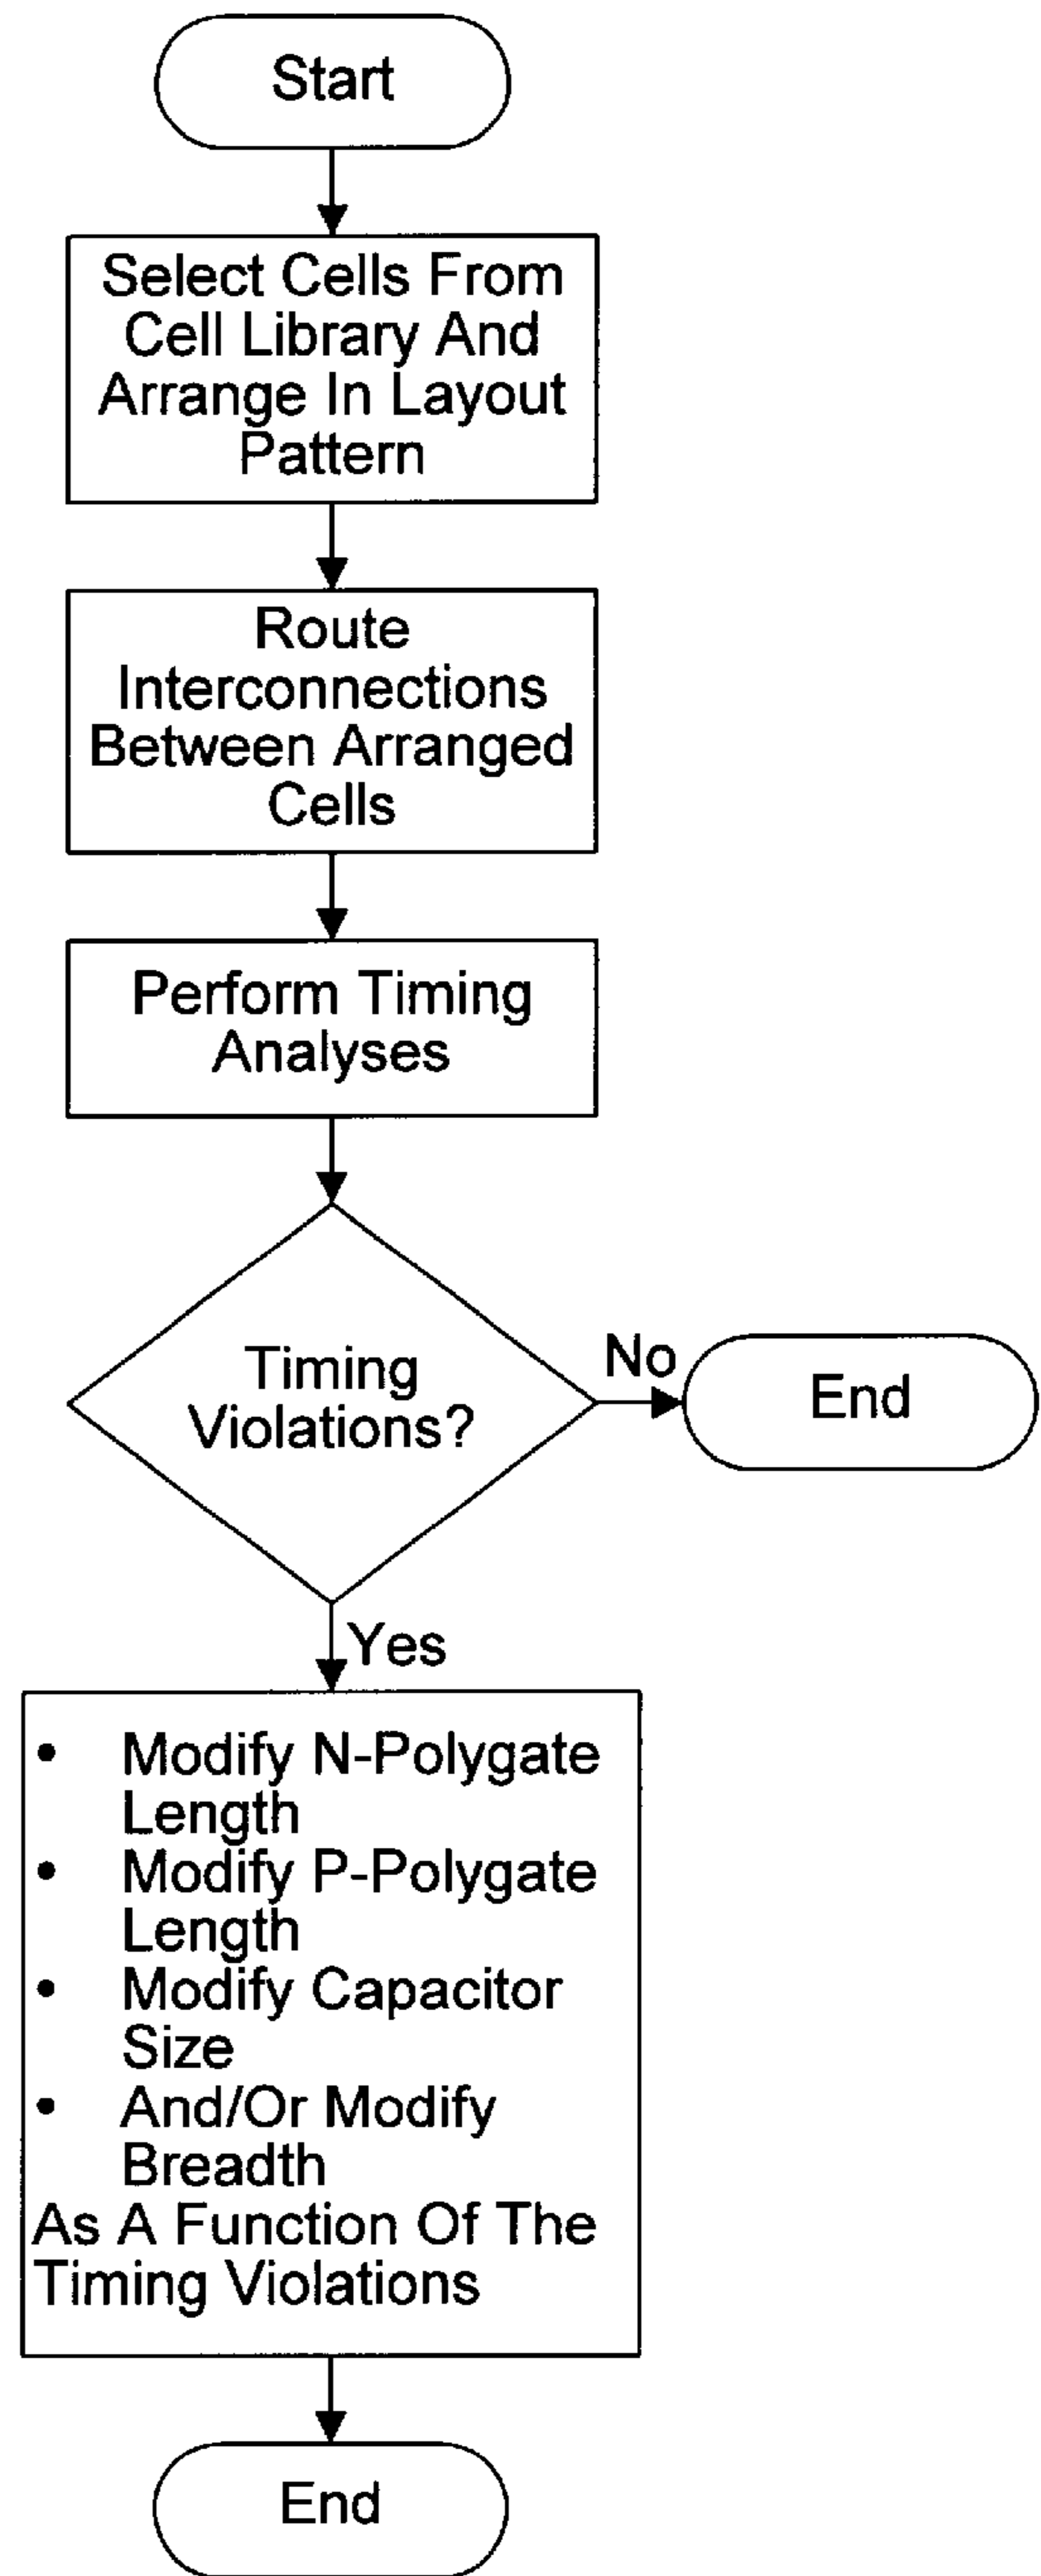 Start
Select Cells From
Cell Library And
Arrange In Layout
Pattern
Route
Interconnections
Between Arranged
Cells
Perform Timing
Analyses
Timing
Violations?
No
End
Yes
• Modify N-Polygate
Length
• Modify P-Polygate
Length
• Modify Capacitor
Size
• And/Or Modify
Breadth
As A Function Of The
Timing Violations
End